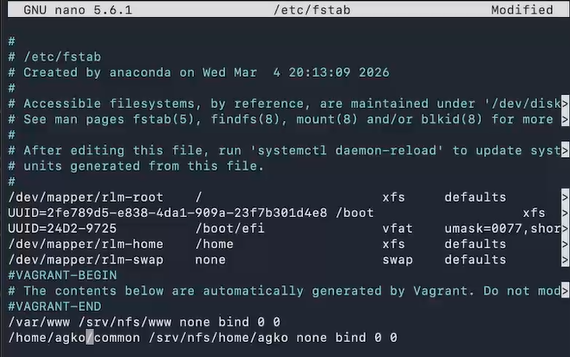 GNU nano 5.6.1 /etc/fstab Modified
#
# /etc/fstab
# Created by anaconda on Wed Mar  4 20:13:09 2026
#
# Accessible filesystems, by reference, are maintained under '/dev/disk>
# See man pages fstab(5), findfs(8), mount(8) and/or blkid(8) for more >
#
# After editing this file, run 'systemctl daemon-reload' to update syst>
# units generated from this file.
#
/dev/mapper/rlm-root    /                       xfs     defaults       >
UUID=2fe789d5-e838-4da1-909a-23f7b301d4e8 /boot                   xfs  >
UUID=24D2-9725          /boot/efi               vfat    umask=0077,shor>
/dev/mapper/rlm-home    /home                   xfs     defaults       >
/dev/mapper/rlm-swap    none                    swap    defaults       >
#VAGRANT-BEGIN
# The contents below are automatically generated by Vagrant. Do not mod>
#VAGRANT-END
/var/www /srv/nfs/www none bind 0 0
/home/agko/common /srv/nfs/home/agko none bind 0 0